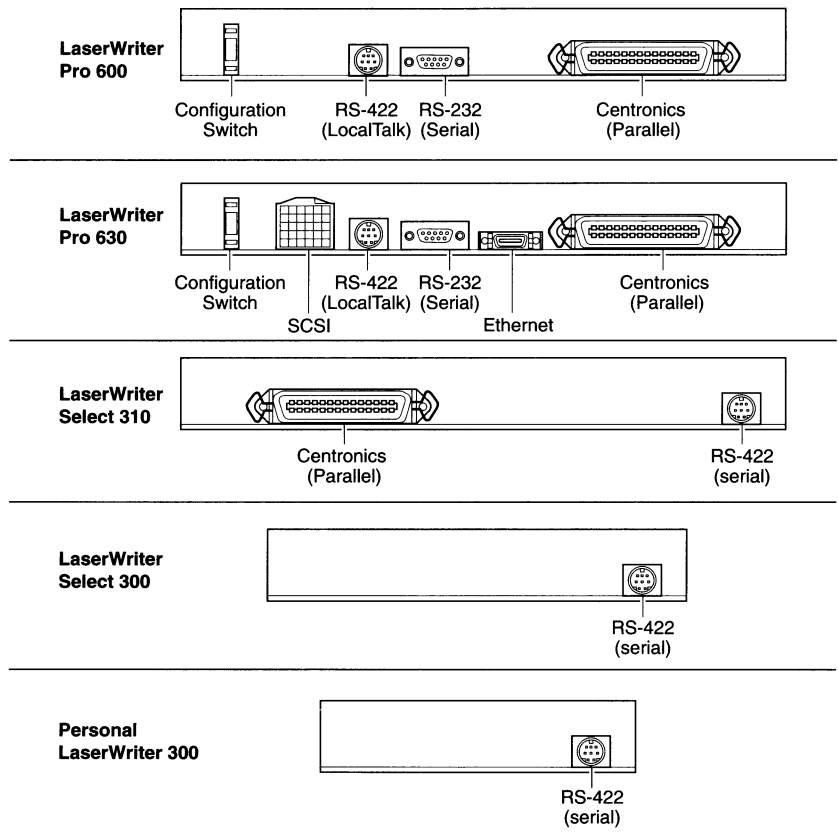 LaserWriter
Pro 600
Configuration
Switch
RS-422
(LocalTalk)
RS-232
(Serial)
Centronics
(Parallel)
LaserWriter
Pro 630
Configuration
Switch
SCSI
RS-422
(LocalTalk)
RS-232
(Serial)
Ethernet
Centronics
(Parallel)
LaserWriter
Select 310
Centronics
(Parallel)
RS-422
(serial)
LaserWriter
Select 300
RS-422
(serial)
Personal
LaserWriter 300
RS-422
(serial)